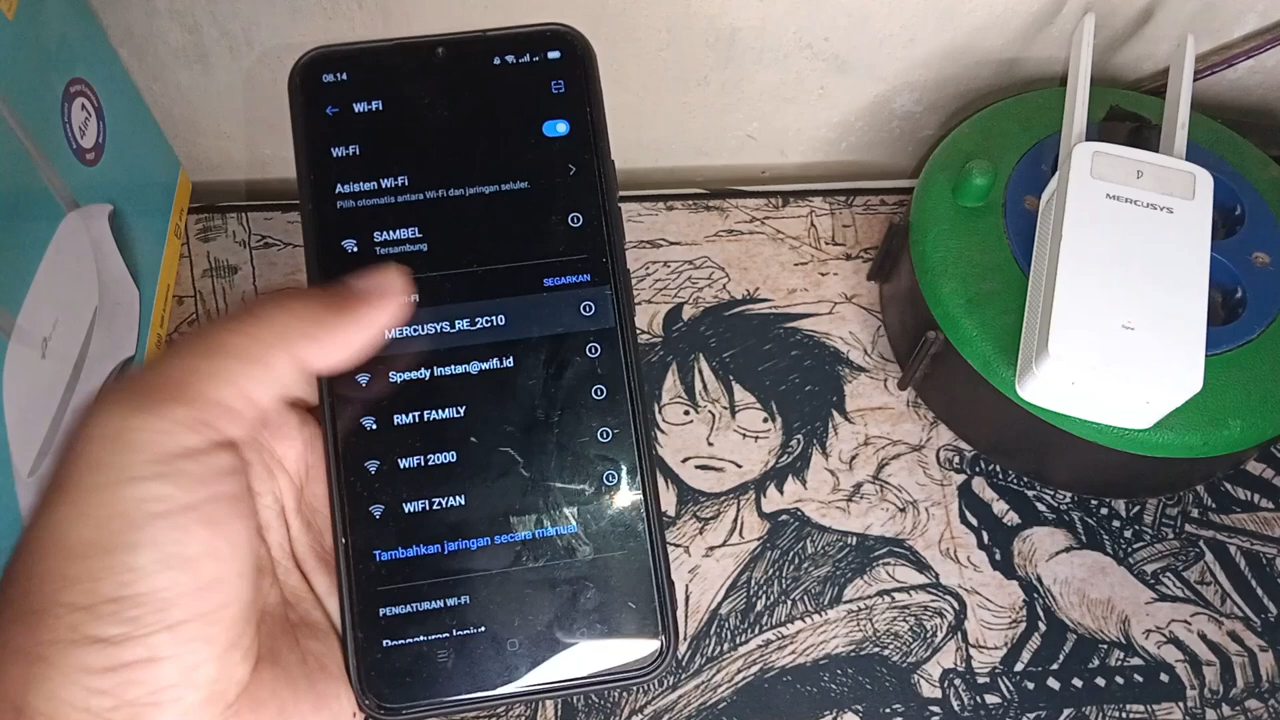 08.14
Wi-Fi
Wi-Fi
Asisten Wi-Fi
Pilih otomatis antara Wi-Fi dan jaringan seluler.
SAMBEL
Tersambung
SEGARKAN
MERCUSYS_RE_2C10
Speedy Instan@wifi.id
RMT FAMILY
WIFI 2000
WIFI ZYAN
Tambahkan jaringan secara manual
PENGATURAN WI-FI
Pengaturan lanjut
4in1
D
MERCUSYS
Signal